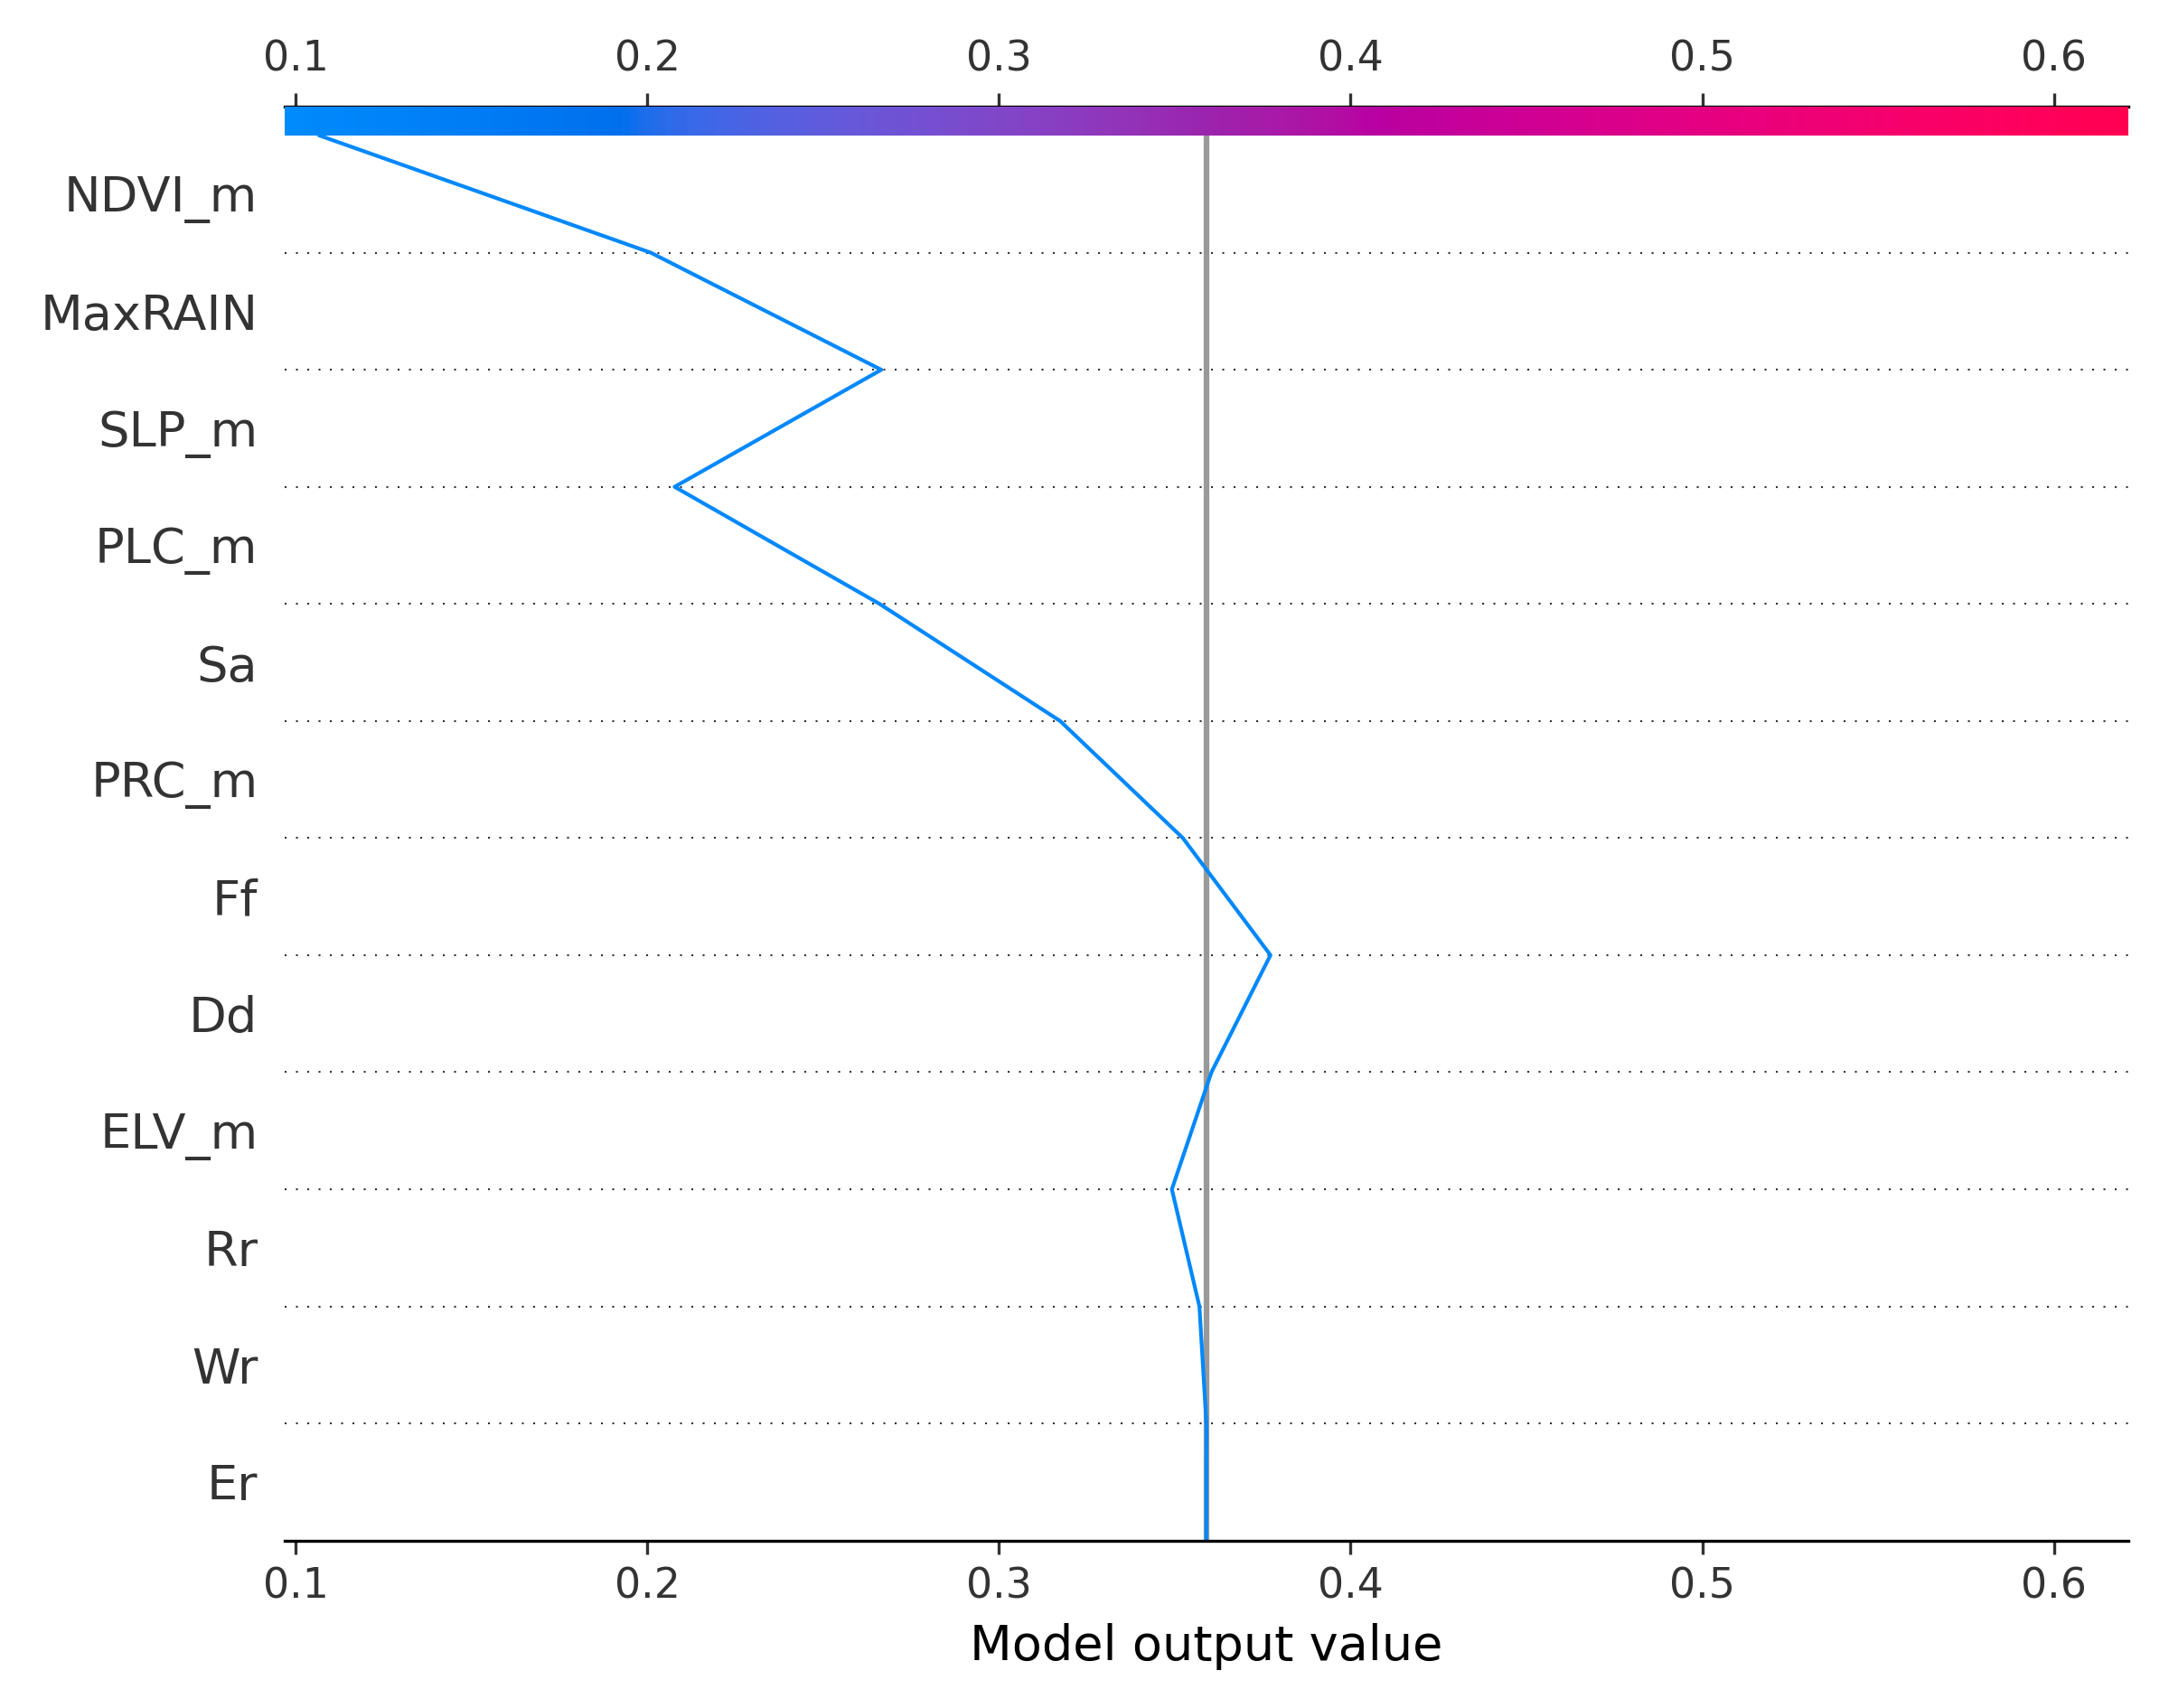 0.1 0.2 0.3 0.4 0.5 0.6
NDVI_m
MaxRAIN
SLP_m
PLC_m
Sa
PRC_m
Ff
Dd
ELV_m
Rr
Wr
Er
0.1 0.2 0.3 0.4 0.5 0.6
Model output value